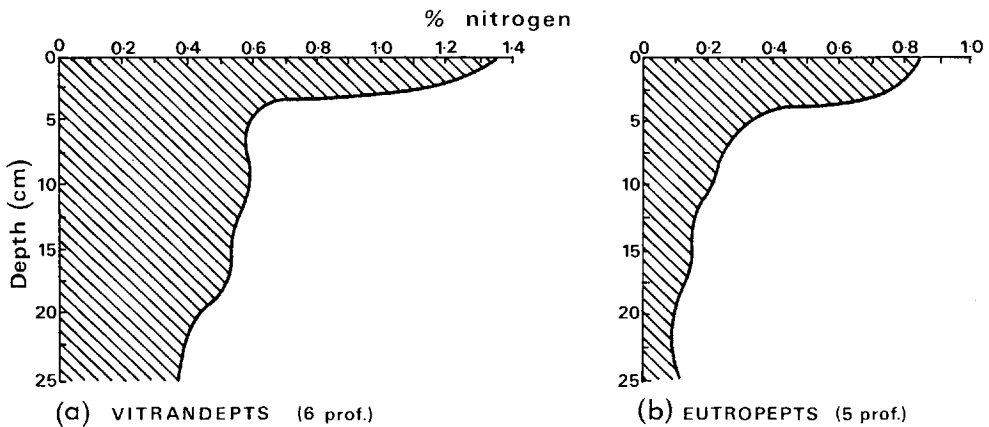 % nitrogen
0 0·2 0·4 0·6 0·8 1·0 1·2 1·4
0 0·2 0·4 0·6 0·8 1·0
0
5
10
15
20
25
Depth (cm)
0
5
10
15
20
25
(a) VITRANDEPTS (6 prof.)
(b) EUTROPEPTS (5 prof.)